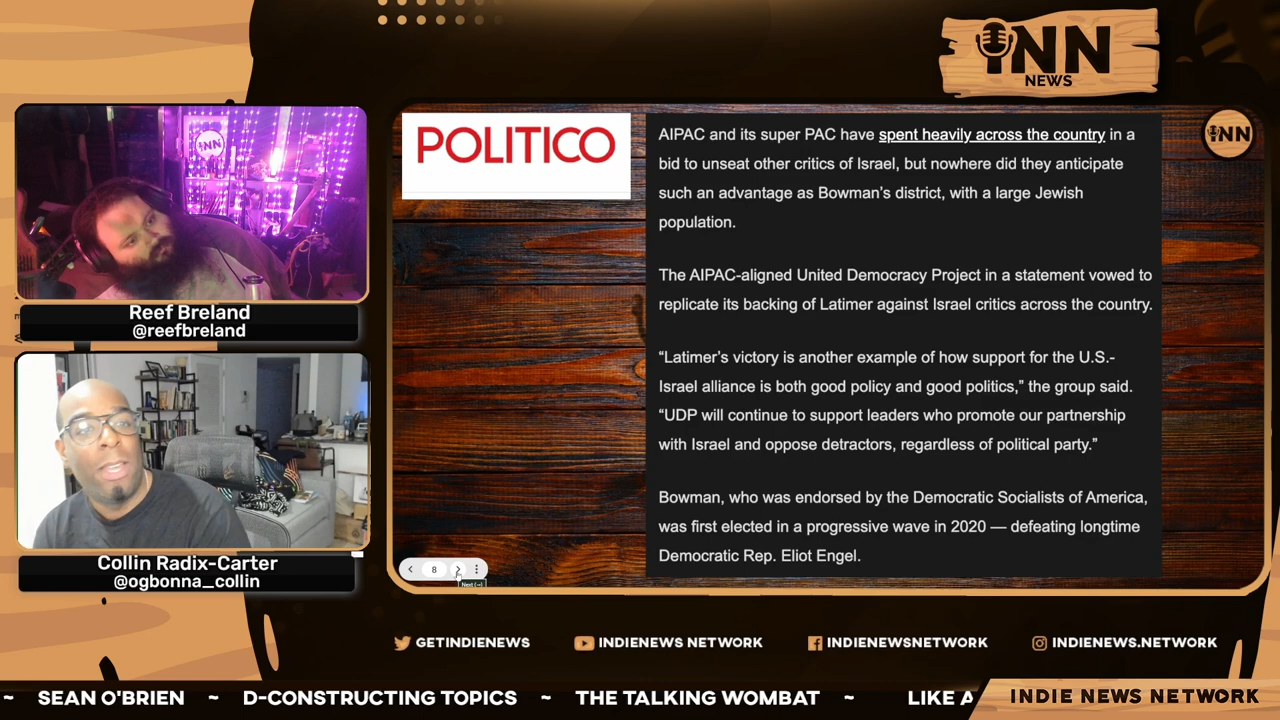 INN
NEWS
POLITICO
AIPAC and its super PAC have spent heavily across the country in a
bid to unseat other critics of Israel, but nowhere did they anticipate
such an advantage as Bowman's district, with a large Jewish
population.
The AIPAC-aligned United Democracy Project in a statement vowed to
replicate its backing of Latimer against Israel critics across the country.
“Latimer’s victory is another example of how support for the U.S.-
Israel alliance is both good policy and good politics,” the group said.
“UDP will continue to support leaders who promote our partnership
with Israel and oppose detractors, regardless of political party.”
Bowman, who was endorsed by the Democratic Socialists of America,
was first elected in a progressive wave in 2020 — defeating longtime
Democratic Rep. Eliot Engel.
INN
INN
Reef Breland
@reefbreland
Collin Radix-Carter
@ogbonna_collin
8
Next (→)
GETINDIENEWS
INDIENEWS NETWORK
INDIENEWSNETWORK
INDIENEWS.NETWORK
~ SEAN O'BRIEN ~ D-CONSTRUCTING TOPICS ~ THE TALKING WOMBAT ~ LIKE A
INDIE NEWS NETWORK